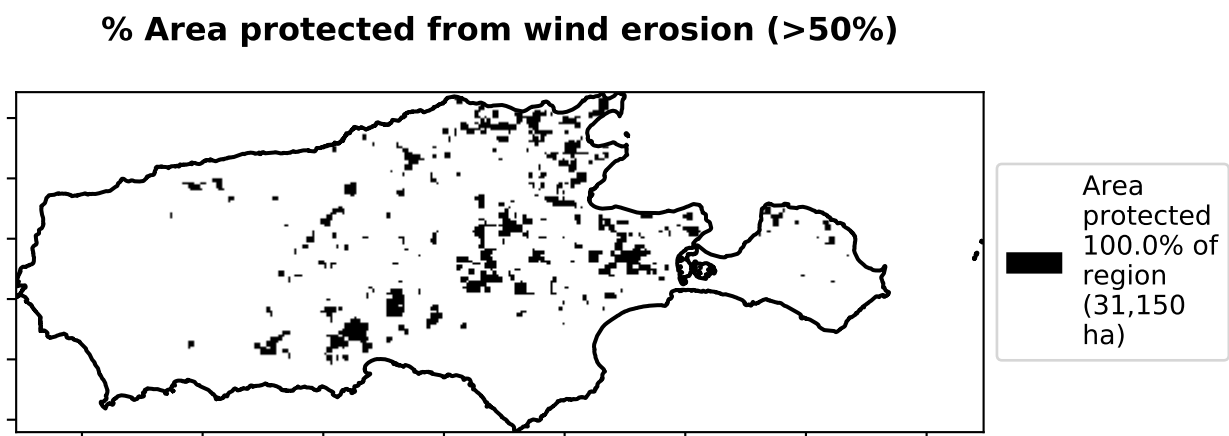 % Area protected from wind erosion (>50%)
Area
protected
100.0% of
region
(31,150
ha)